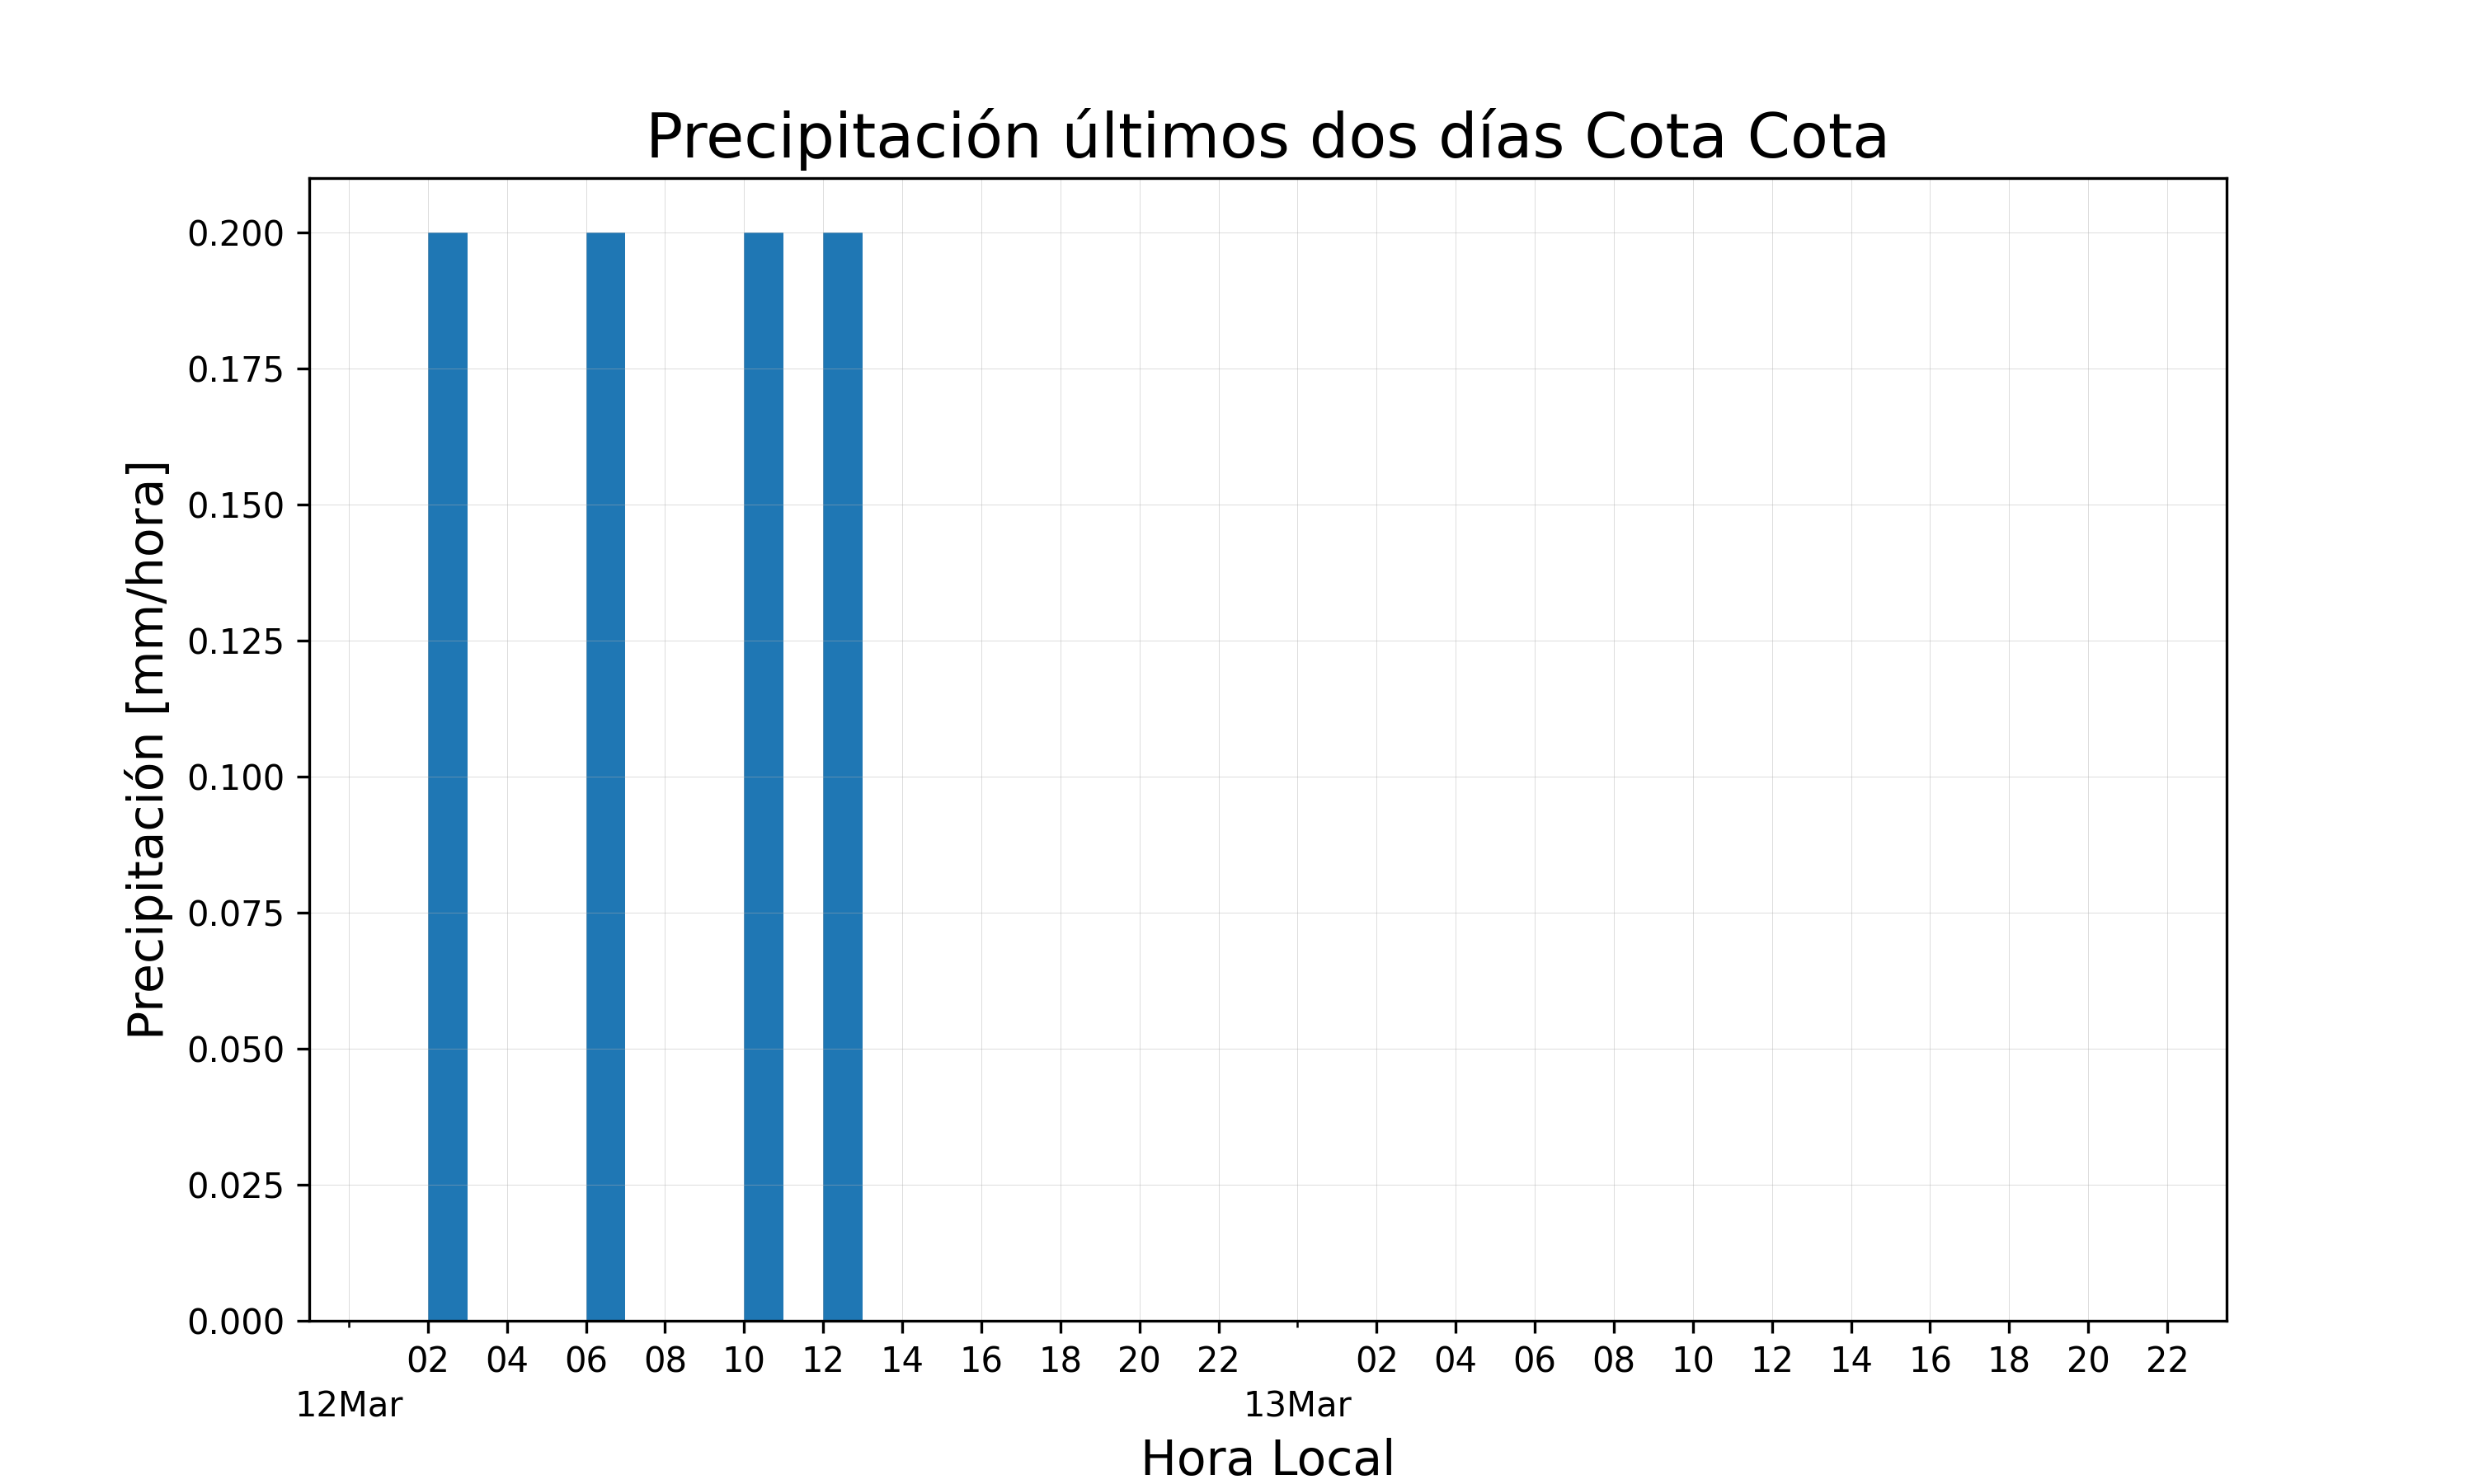 Precipitación últimos dos días Cota Cota
Precipitación [mm/hora]
0.200
0.175
0.150
0.125
0.100
0.075
0.050
0.025
0.000
02 04 06 08 10 12 14 16 18 20 22 02 04 06 08 10 12 14 16 18 20 22
12Mar 13Mar
Hora Local